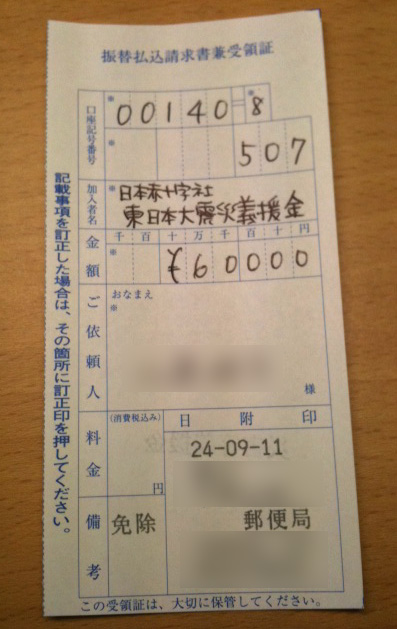 振替払込請求書兼受領証
口座記号番号
※ 00140 ※ 8
※ 507
加入者名
※ 日本赤十字社
東日本大震災義援金
金額
千 百 十 万 千 百 十 円
※ ¥60000
ご依頼人
おなまえ
※
様
料金
(消費税込み)
円
日附印
24-09-11
備考
免除
郵便局
記載事項を訂正した場合は、その箇所に訂正印を押してください。
この受領証は、大切に保管してください。